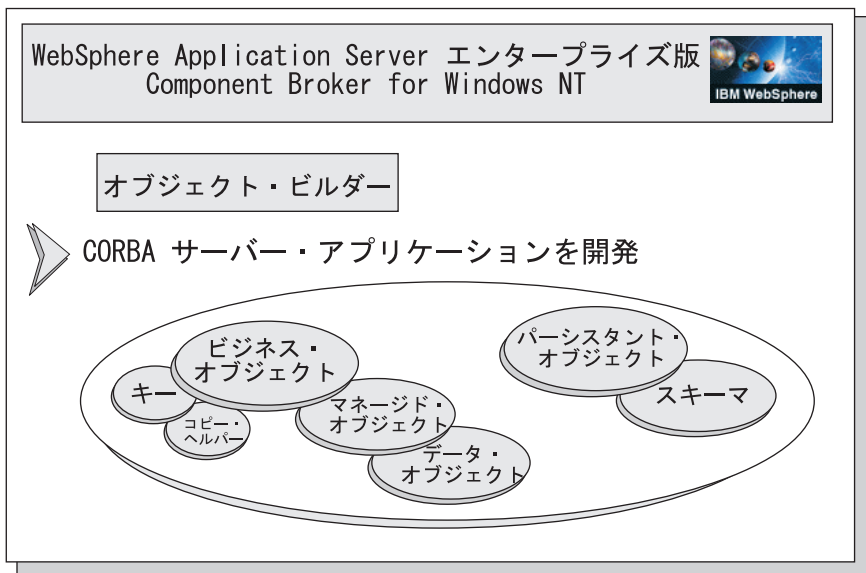 WebSphere Application Server エンタープライズ版
Component Broker for Windows NT
IBM WebSphere
オブジェクト・ビルダー
CORBA サーバー・アプリケーションを開発
ビジネス・
オブジェクト
キー
コピー・
ヘルパー
マネージド・
オブジェクト
データ・
オブジェクト
パーシスタント・
オブジェクト
スキーマ